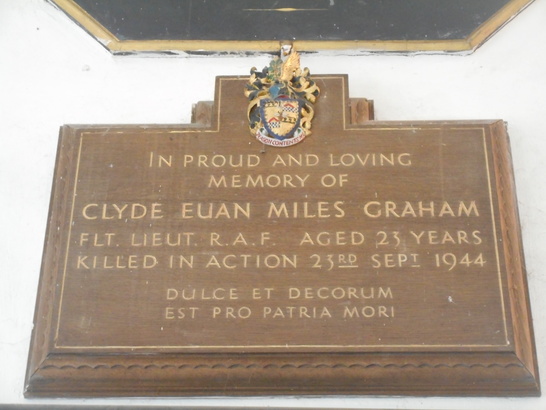 IN PROUD AND LOVING
MEMORY OF
CLYDE EUAN MILES GRAHAM
FLT. LIEUT. R.A.F. AGED 23 YEARS
KILLED IN ACTION 23RD SEPT 1944
DULCE ET DECORUM
EST PRO PATRIA MORI